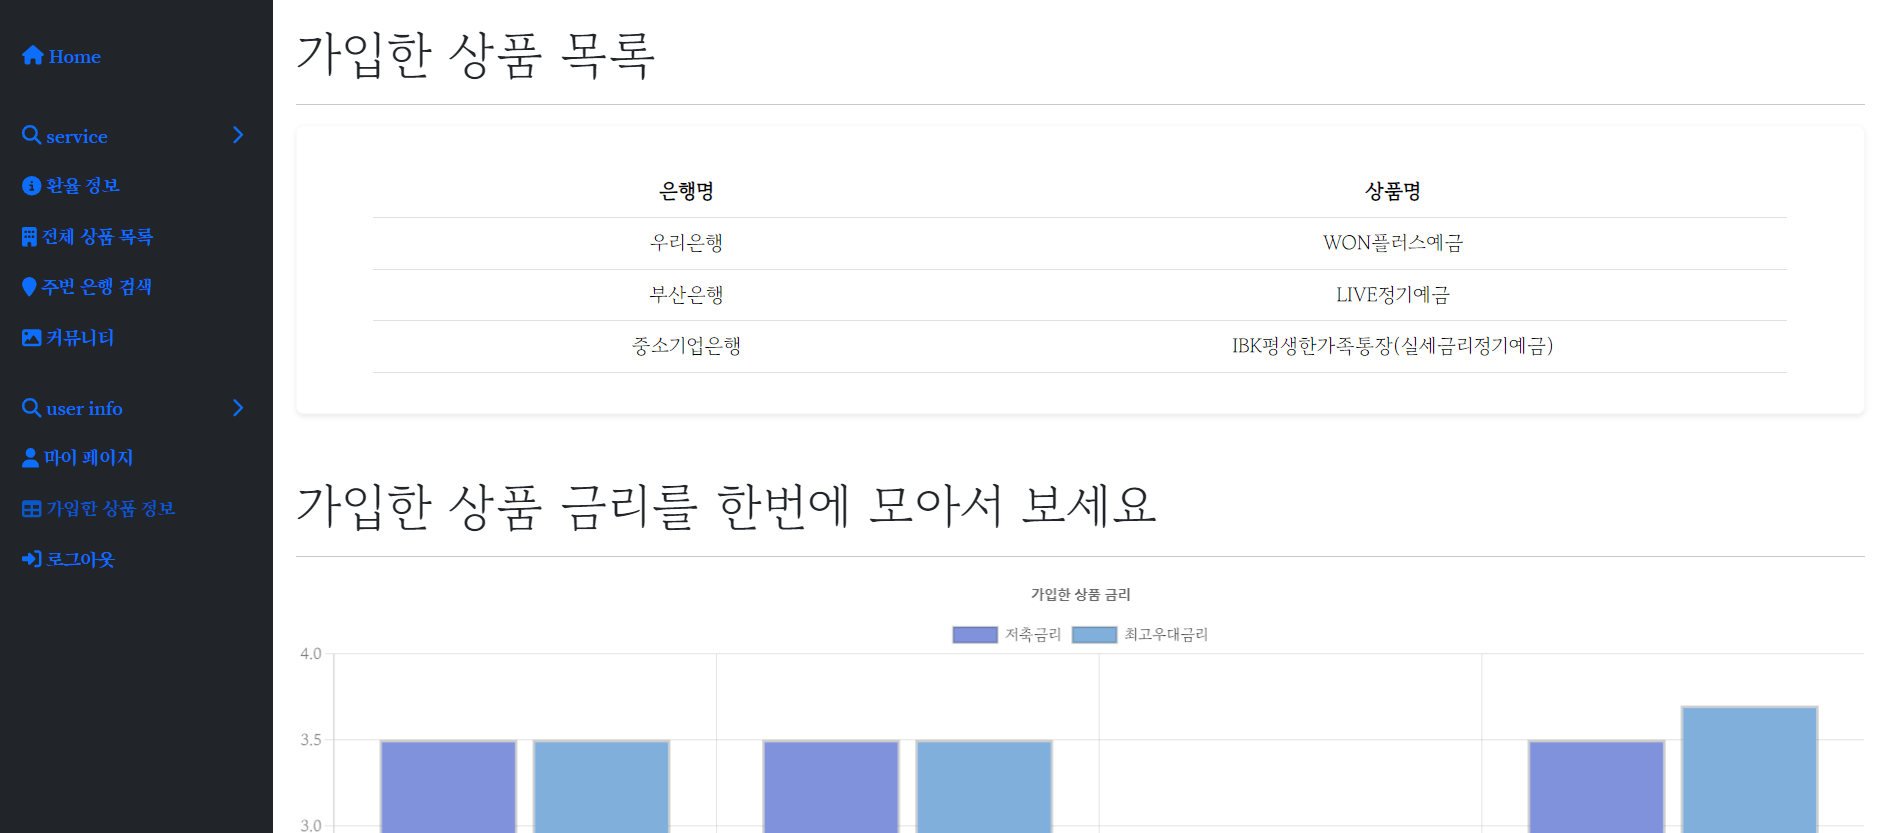 Home
service
환율 정보
전체 상품 목록
주변 은행 검색
커뮤니티
user info
마이 페이지
가입한 상품 정보
로그아웃
가입한 상품 목록
은행명 상품명
우리은행 WON플러스예금
부산은행 LIVE정기예금
중소기업은행 IBK평생한가족통장(실세금리정기예금)
가입한 상품 금리를 한번에 모아서 보세요
가입한 상품 금리
저축금리 최고우대금리
4.0
3.5
3.0